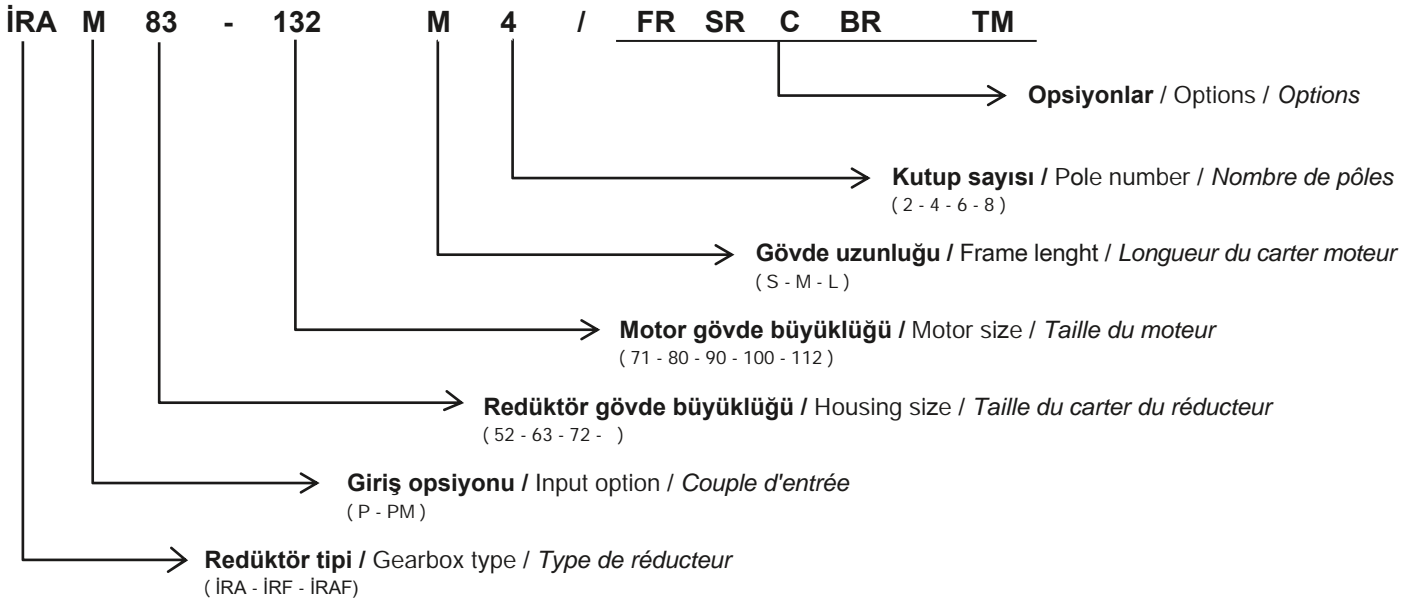 İRA M 83 - 132 M 4 / FR SR C BR TM
Opsiyonlar / Options / Options
Kutup sayısı / Pole number / Nombre de pôles
( 2 - 4 - 6 - 8 )
Gövde uzunluğu / Frame lenght / Longueur du carter moteur
( S - M - L )
Motor gövde büyüklüğü / Motor size / Taille du moteur
( 71 - 80 - 90 - 100 - 112 )
Redüktör gövde büyüklüğü / Housing size / Taille du carter du réducteur
( 52 - 63 - 72 - )
Giriş opsiyonu / Input option / Couple d'entrée
( P - PM )
Redüktör tipi / Gearbox type / Type de réducteur
( İRA - İRF - İRAF)